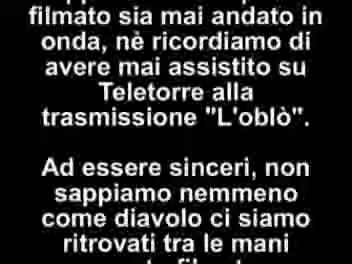 filmato sia mai andato in
onda, nè ricordiamo di
avere mai assistito su
Teletorre alla
trasmissione "L'oblò".
Ad essere sinceri, non
sappiamo nemmeno
come diavolo ci siamo
ritrovati tra le mani